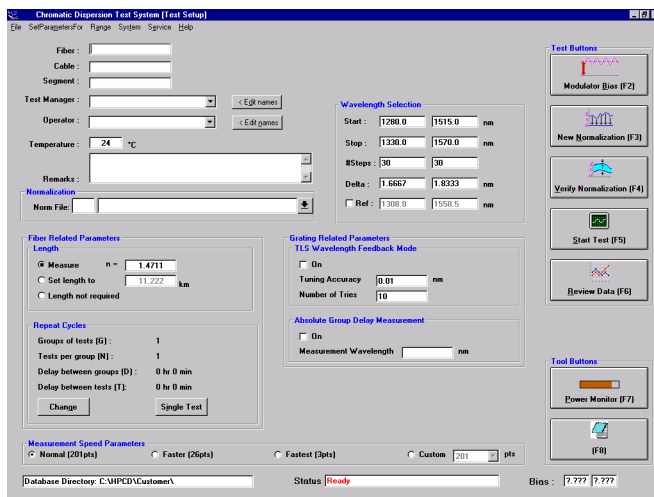 Chromatic Dispersion Test System [Test Setup]
File SetParametersFor Range System Service Help
Fiber :
Cable :
Segment :
Test Manager : < Edit names
Operator : < Edit names
Temperature : 24 °C
Remarks :
Normalization
Norm File:
Wavelength Selection
Start : 1280.0 1515.0 nm
Stop : 1330.0 1570.0 nm
#Steps : 30 30
Delta : 1.6667 1.8333 nm
Ref : 1308.0 1558.5 nm
Fiber Related Parameters
Length
Measure n = 1.4711
Set length to 11.222 km
Length not required
Repeat Cycles
Groups of tests (G) : 1
Tests per group (N) : 1
Delay between groups (D) : 0 hr 0 min
Delay between tests (T): 0 hr 0 min
Change Single Test
Grating Related Parameters
TLS Wavelength Feedback Mode
On
Tuning Accuracy 0.01 nm
Number of Tries 10
Absolute Group Delay Measurement
On
Measurement Wavelength nm
Test Buttons
Modulator Bias (F2)
New Normalization (F3)
Verify Normalization (F4)
Start Test (F5)
Review Data (F6)
Tool Buttons
Power Monitor (F7)
(F8)
Measurement Speed Parameters
Normal (201pts) Faster (26pts) Fastest (3pts) Custom 201 pts
Database Directory: C:\HPCD\Customer\ Status Ready Bias : ?.??? ?.???